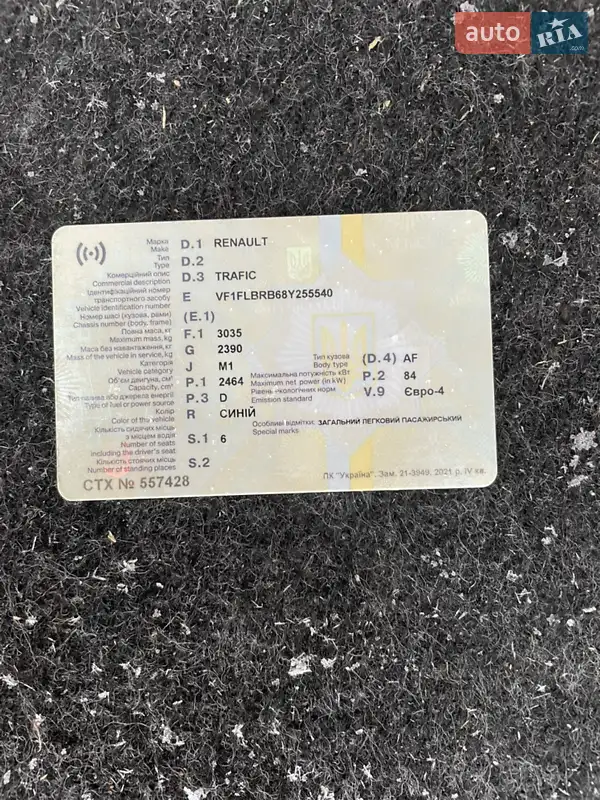 auto RIA .com
Марка D.1 RENAULT
Make
Тип D.2
Type
Комерційний опис D.3 TRAFIC
Commercial description
Ідентифікаційний номер
транспортного засобу E VF1FLBRB68Y255540
Vehicle identification number
Номер шасі (кузова, рами) (E.1)
Chassis number (body, frame)
Повна маса, кг F.1 3035
Maximum mass, kg
Маса без навантаження, кг G 2390
Mass of the vehicle in service, kg
Категорія J M1
Vehicle category
Об'єм двигуна, см³ P.1 2464
Capacity, cm³
Тип палива або джерела енергії P.3 D
Type of fuel or power source
Колір R СИНІЙ
Color of the vehicle
Кількість сидячих місць
з місцем водія S.1 6
Number of seats
including the driver's seat
Кількість стоячих місць S.2
Number of standing places
Тип кузова (D.4) AF
Body type
Максимальна потужність кВт P.2 84
Maximum net power (in kW)
Рівень екологічних норм V.9 Євро-4
Emission standard
Особливі відмітки: ЗАГАЛЬНИЙ ЛЕГКОВИЙ ПАСАЖИРСЬКИЙ
Special marks
СТХ № 557428
ПК "Україна". Зам. 21-3949. 2021 р. IV кв.